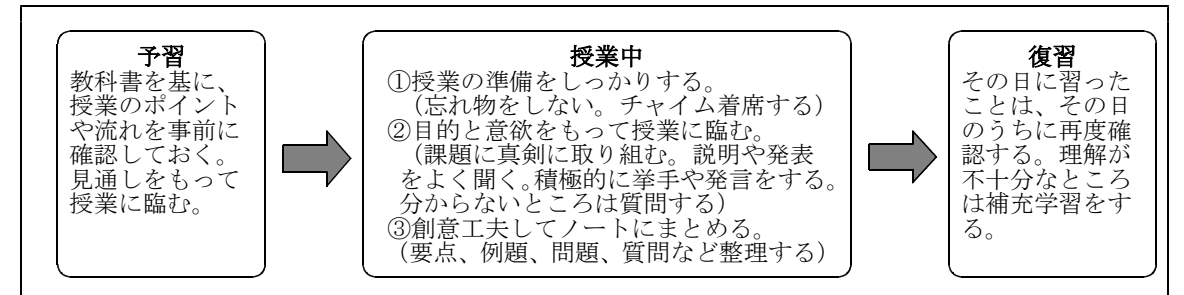 予習
教科書を基に、
授業のポイント
や流れを事前に
確認しておく。
見通しをもって
授業に臨む。
授業中
①授業の準備をしっかりする。
（忘れ物をしない。チャイム着席する）
②目的と意欲をもって授業に臨む。
（課題に真剣に取り組む。説明や発表
をよく聞く。積極的に挙手や発言をする。
分からないところは質問する）
③創意工夫してノートにまとめる。
（要点、例題、問題、質問など整理する）
復習
その日に習った
ことは、その日
のうちに再度確
認する。理解が
不十分なところ
は補充学習をす
る。